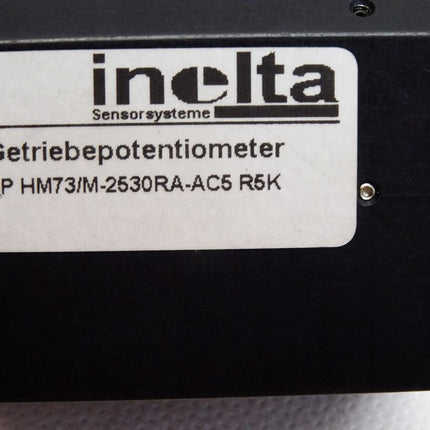 inelta
Sensorsysteme
Getriebepotentiometer
P HM73/M-2530RA-AC5 R5K